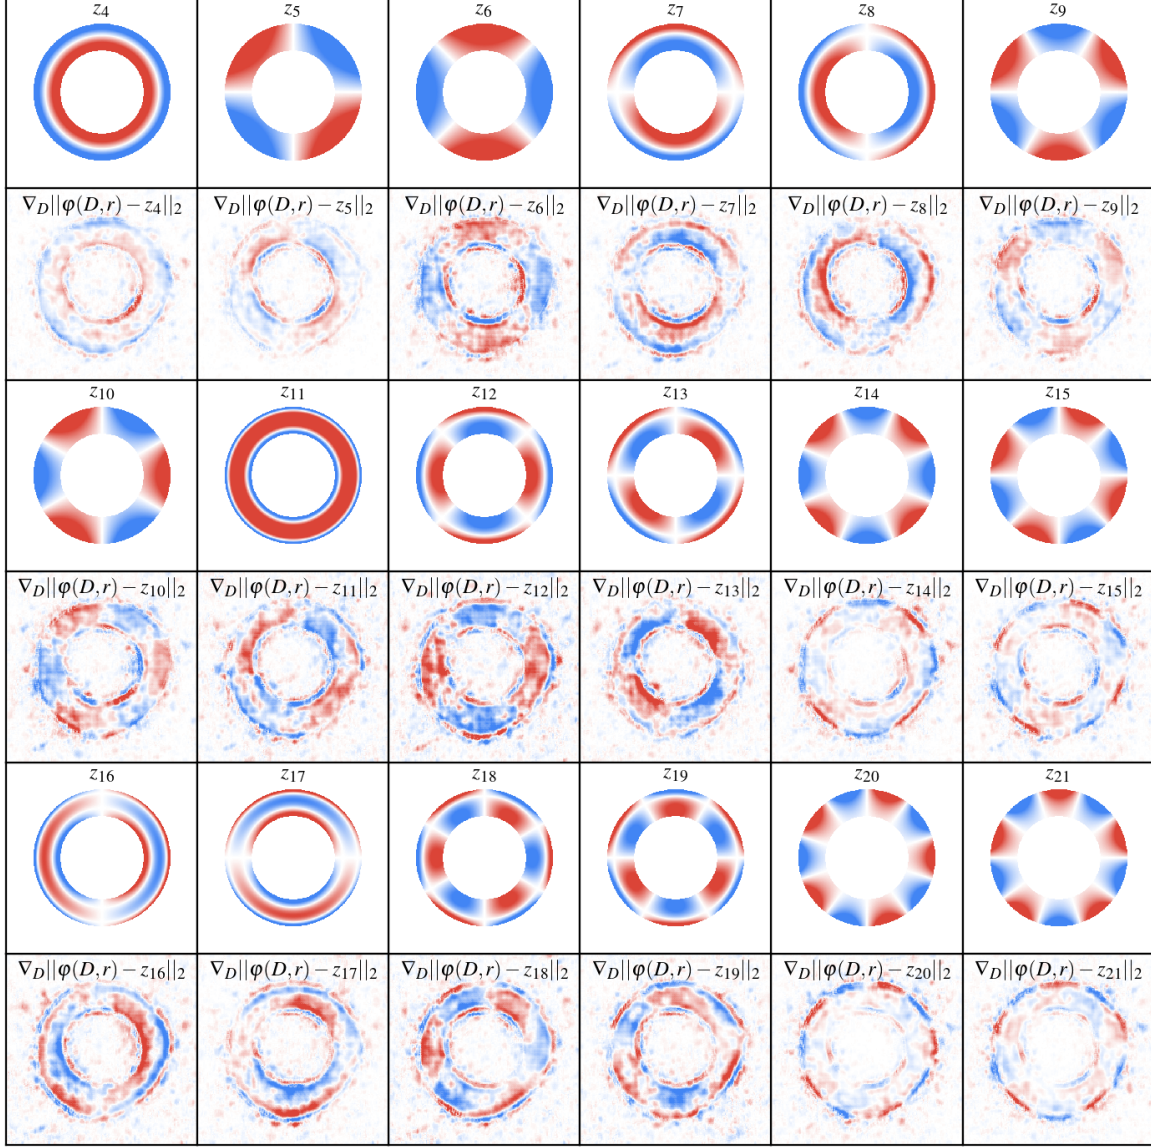 z4 z5 z6 z7 z8 z9
∇D||φ(D,r) − z4||2 ∇D||φ(D,r) − z5||2 ∇D||φ(D,r) − z6||2 ∇D||φ(D,r) − z7||2 ∇D||φ(D,r) − z8||2 ∇D||φ(D,r) − z9||2
z10 z11 z12 z13 z14 z15
∇D||φ(D,r) − z10||2 ∇D||φ(D,r) − z11||2 ∇D||φ(D,r) − z12||2 ∇D||φ(D,r) − z13||2 ∇D||φ(D,r) − z14||2 ∇D||φ(D,r) − z15||2
z16 z17 z18 z19 z20 z21
∇D||φ(D,r) − z16||2 ∇D||φ(D,r) − z17||2 ∇D||φ(D,r) − z18||2 ∇D||φ(D,r) − z19||2 ∇D||φ(D,r) − z20||2 ∇D||φ(D,r) − z21||2